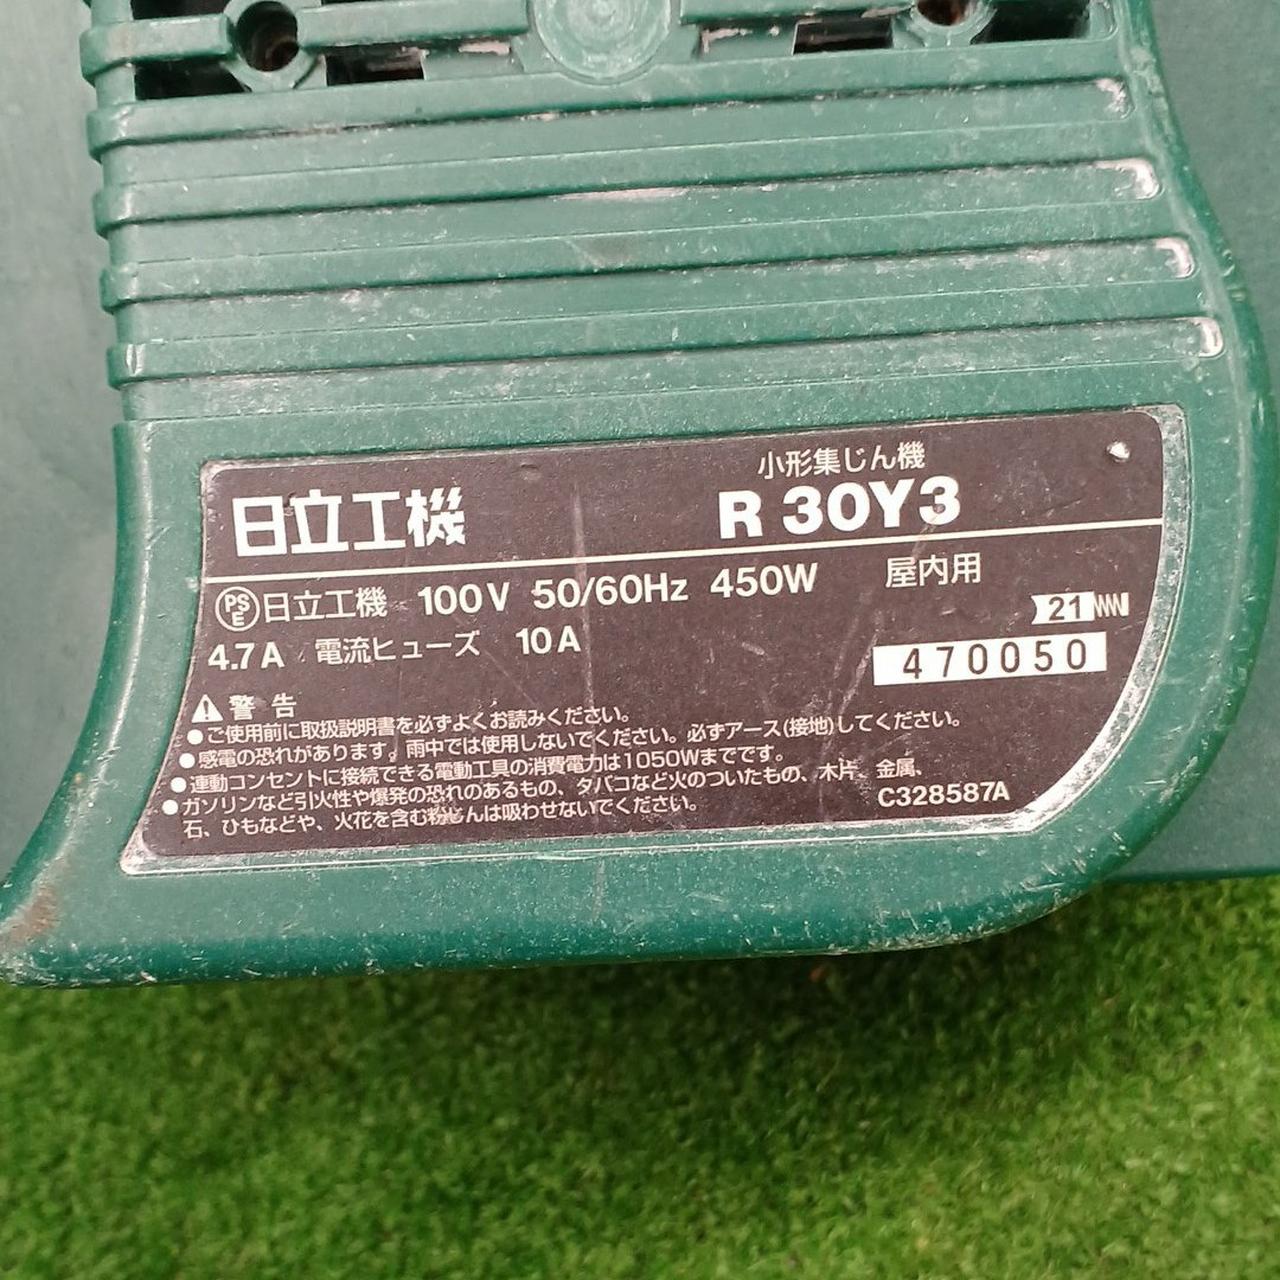 小形集じん機
日立工機 R 30Y3
PSE 日立工機 100V 50/60Hz 450W 屋内用
4.7A 電流ヒューズ 10A
21
470050
警告
●ご使用前に取扱説明書を必ずよくお読みください。
●感電の恐れがあります。雨中では使用しないでください。必ずアース(接地)してください。
●連動コンセントに接続できる電動工具の消費電力は1050Wまでです。
●ガソリンなど引火性や爆発の恐れのあるもの、タバコなど火のついたもの、木片、金属、
石、ひもなどや、火花を含む粉じんは吸わせないでください。
C328587A